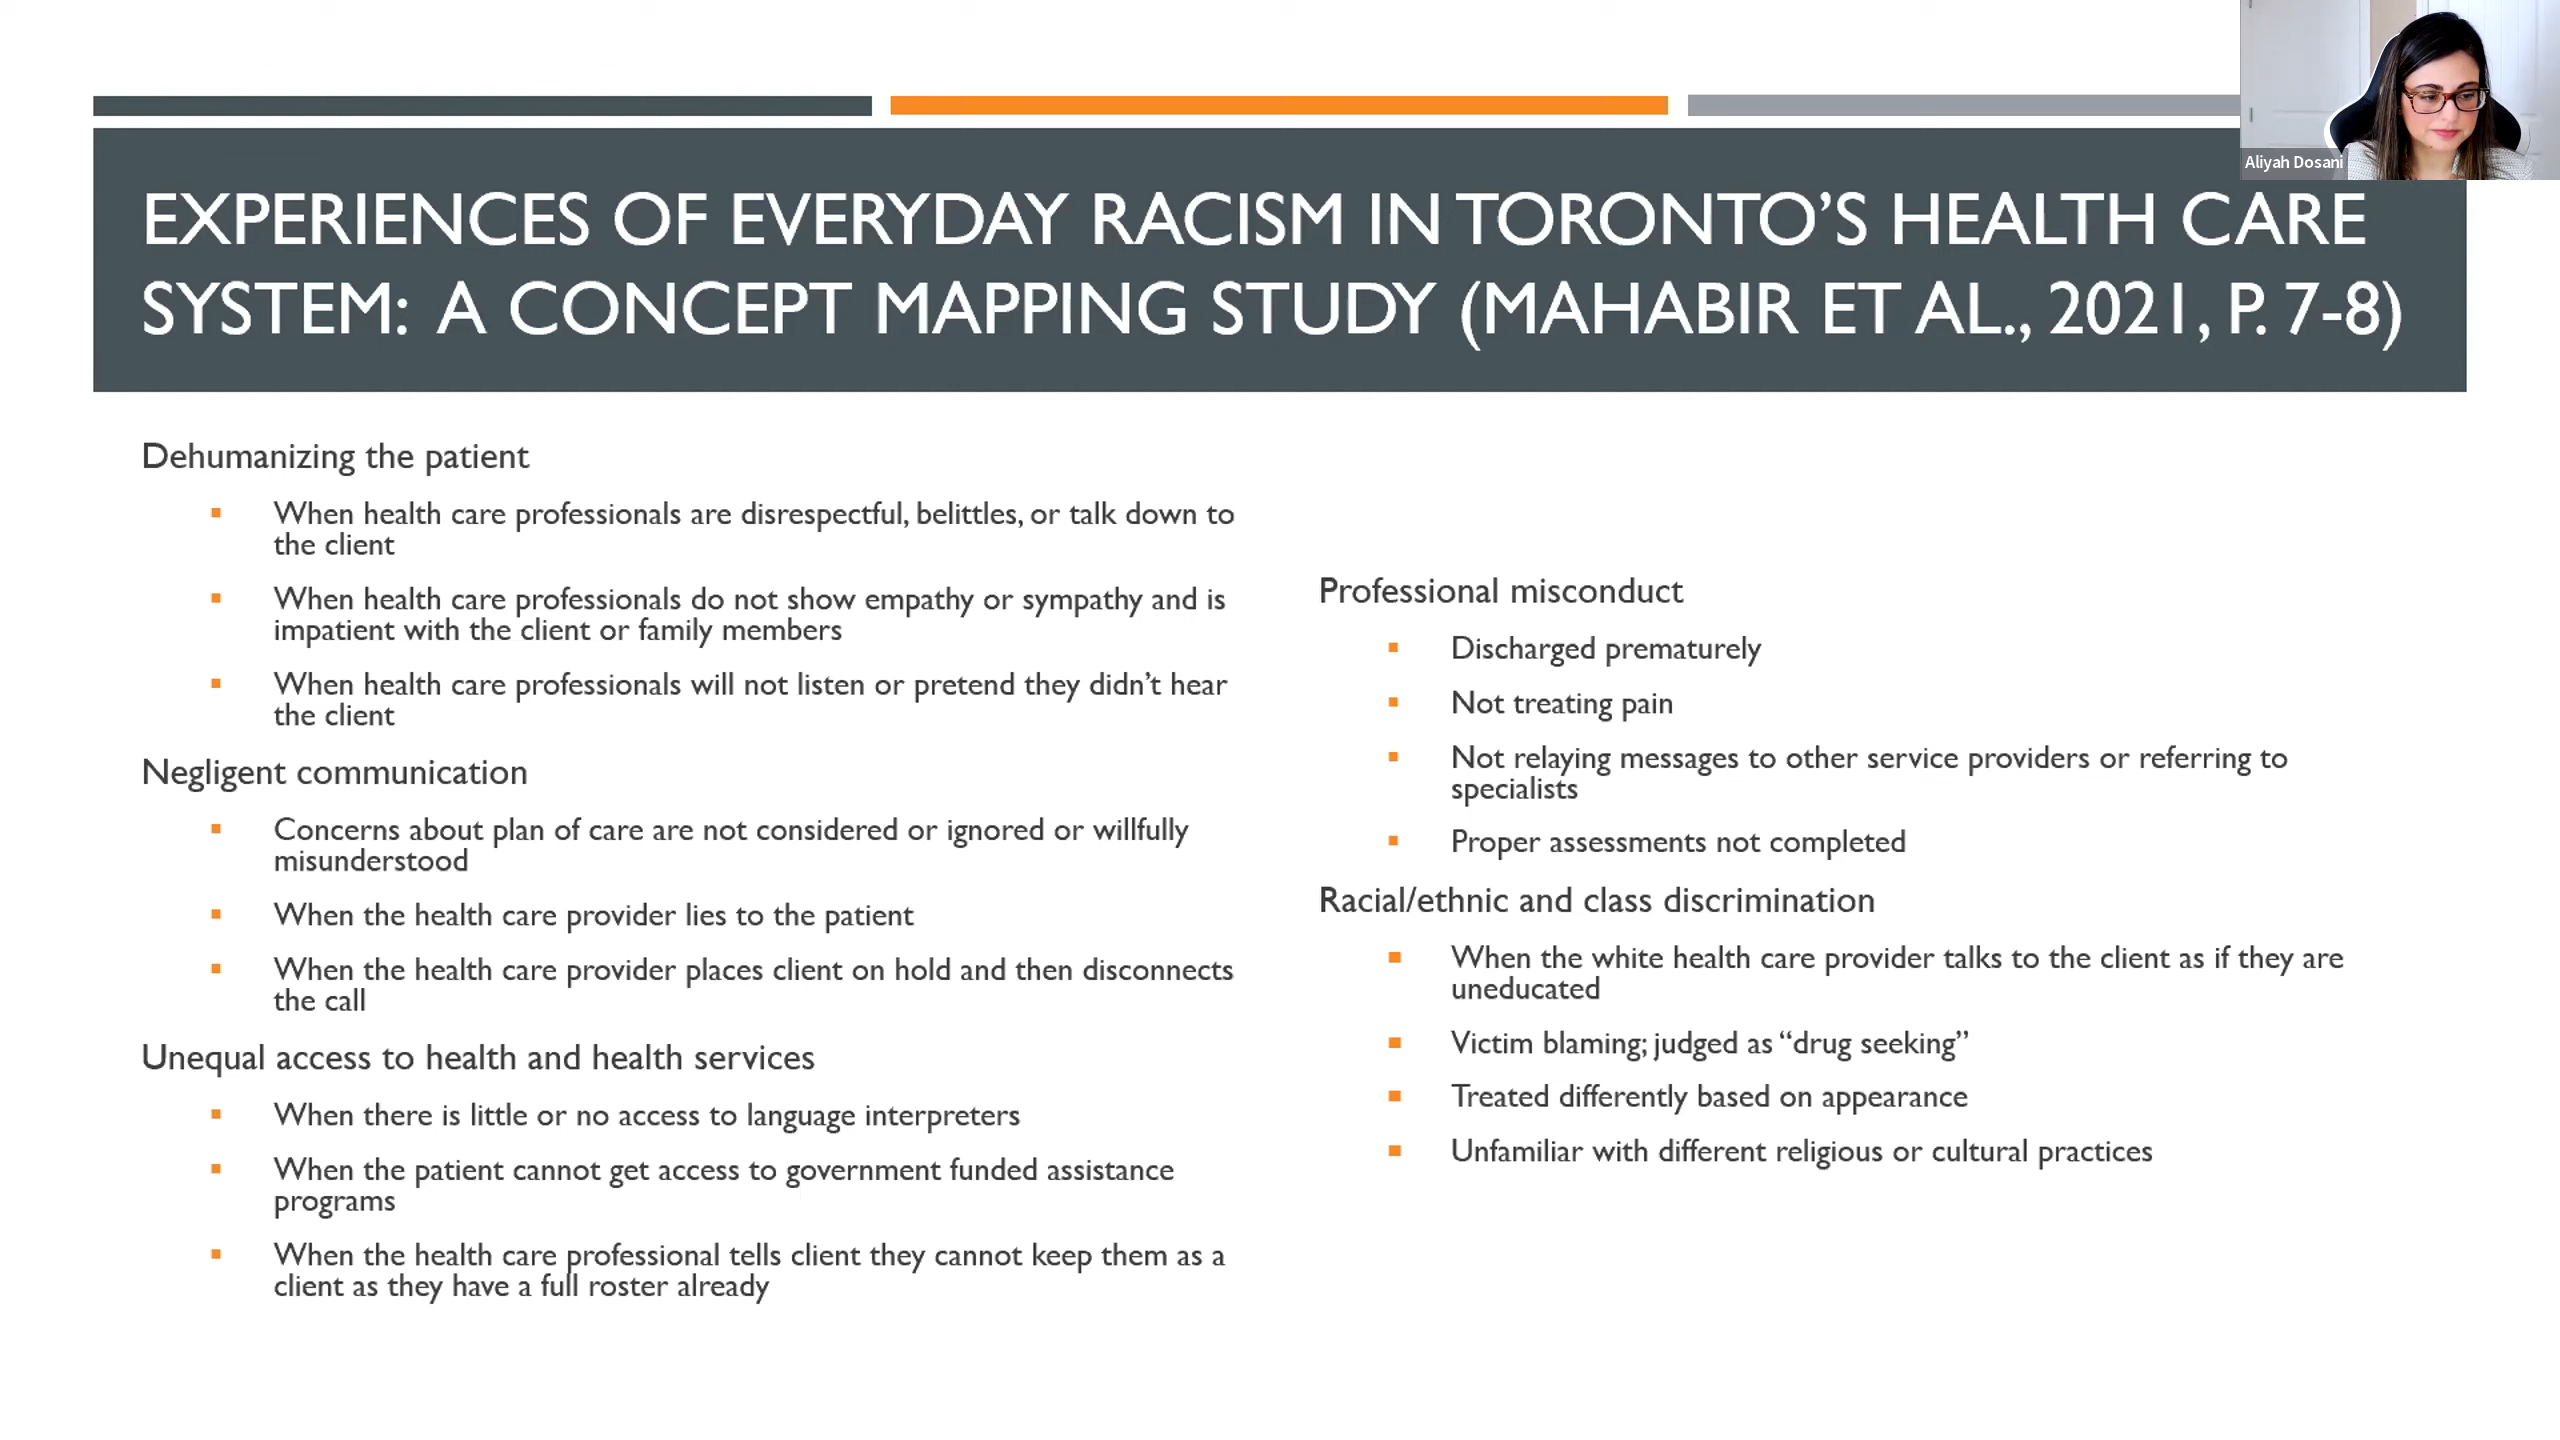 Aliyah Dosani
EXPERIENCES OF EVERYDAY RACISM IN TORONTO’S HEALTH CARE
SYSTEM: A CONCEPT MAPPING STUDY (MAHABIR ET AL., 2021, P. 7-8)
Dehumanizing the patient
When health care professionals are disrespectful, belittles, or talk down to
the client
When health care professionals do not show empathy or sympathy and is
impatient with the client or family members
When health care professionals will not listen or pretend they didn’t hear
the client
Negligent communication
Concerns about plan of care are not considered or ignored or willfully
misunderstood
When the health care provider lies to the patient
When the health care provider places client on hold and then disconnects
the call
Unequal access to health and health services
When there is little or no access to language interpreters
When the patient cannot get access to government funded assistance
programs
When the health care professional tells client they cannot keep them as a
client as they have a full roster already
Professional misconduct
Discharged prematurely
Not treating pain
Not relaying messages to other service providers or referring to
specialists
Proper assessments not completed
Racial/ethnic and class discrimination
When the white health care provider talks to the client as if they are
uneducated
Victim blaming; judged as “drug seeking”
Treated differently based on appearance
Unfamiliar with different religious or cultural practices